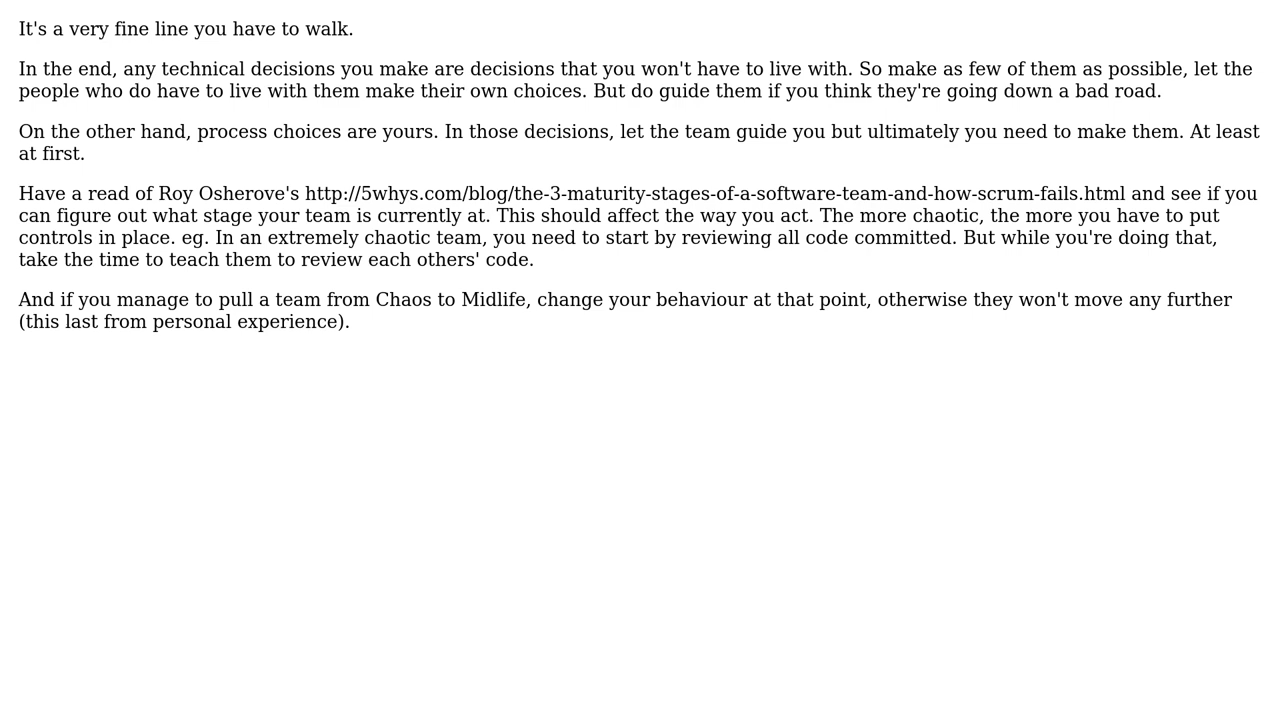 It's a very fine line you have to walk.
In the end, any technical decisions you make are decisions that you won't have to live with. So make as few of them as possible, let the
people who do have to live with them make their own choices. But do guide them if you think they're going down a bad road.
On the other hand, process choices are yours. In those decisions, let the team guide you but ultimately you need to make them. At least
at first.
Have a read of Roy Osherove's http://5whys.com/blog/the-3-maturity-stages-of-a-software-team-and-how-scrum-fails.html and see if you
can figure out what stage your team is currently at. This should affect the way you act. The more chaotic, the more you have to put
controls in place. eg. In an extremely chaotic team, you need to start by reviewing all code committed. But while you're doing that,
take the time to teach them to review each others' code.
And if you manage to pull a team from Chaos to Midlife, change your behaviour at that point, otherwise they won't move any further
(this last from personal experience).